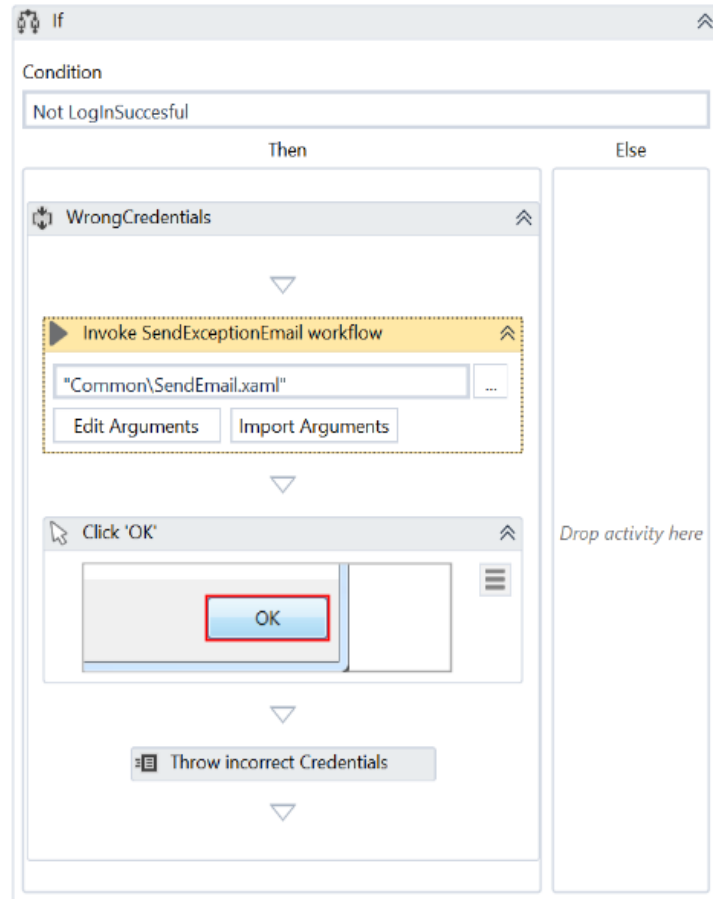 If
Condition
Not LogInSuccesful
Then Else
WrongCredentials
Invoke SendExceptionEmail workflow
"Common\SendEmail.xaml"
...
Edit Arguments Import Arguments
Click 'OK'
Drop activity here
OK
Throw incorrect Credentials